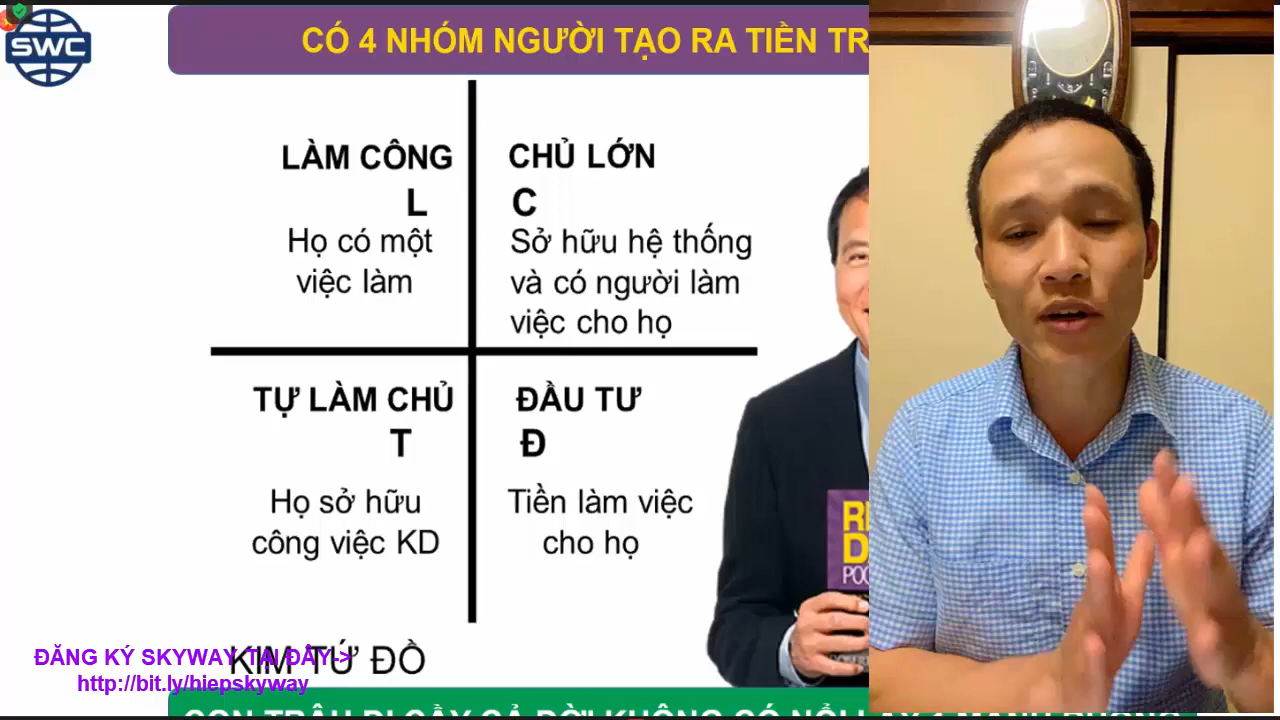 SWC
CÓ 4 NHÓM NGƯỜI TẠO RA TIỀN TR
LÀM CÔNG
L
Họ có một
việc làm
CHỦ LỚN
C
Sở hữu hệ thống
và có người làm
việc cho họ
TỰ LÀM CHỦ
T
Họ sở hữu
công việc KD
ĐẦU TƯ
Đ
Tiền làm việc
cho họ
KIM TỨ ĐỒ
ĐĂNG KÝ SKYWAY TẠI ĐÂY->
http://bit.ly/hiepskyway